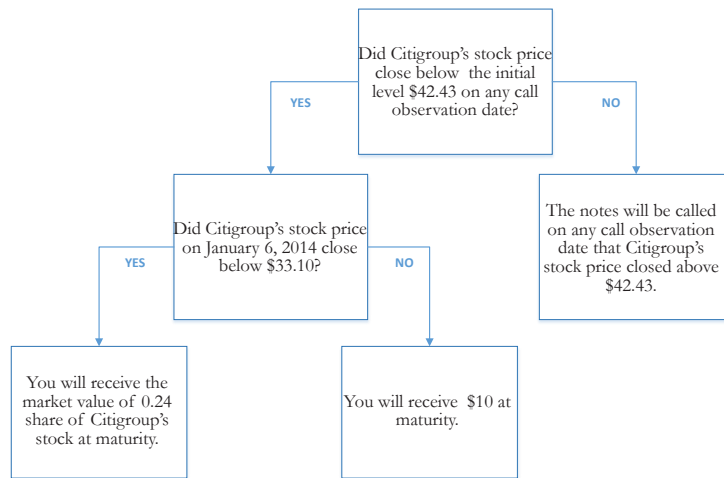 Did Citigroup's stock price
close below the initial
level $42.43 on any call
observation date?
YES
NO
Did Citigroup's stock price
on January 6, 2014 close
below $33.10?
The notes will be called
on any call observation
date that Citigroup's
stock price closed above
$42.43.
YES
NO
You will receive the
market value of 0.24
share of Citigroup's
stock at maturity.
You will receive $10 at
maturity.